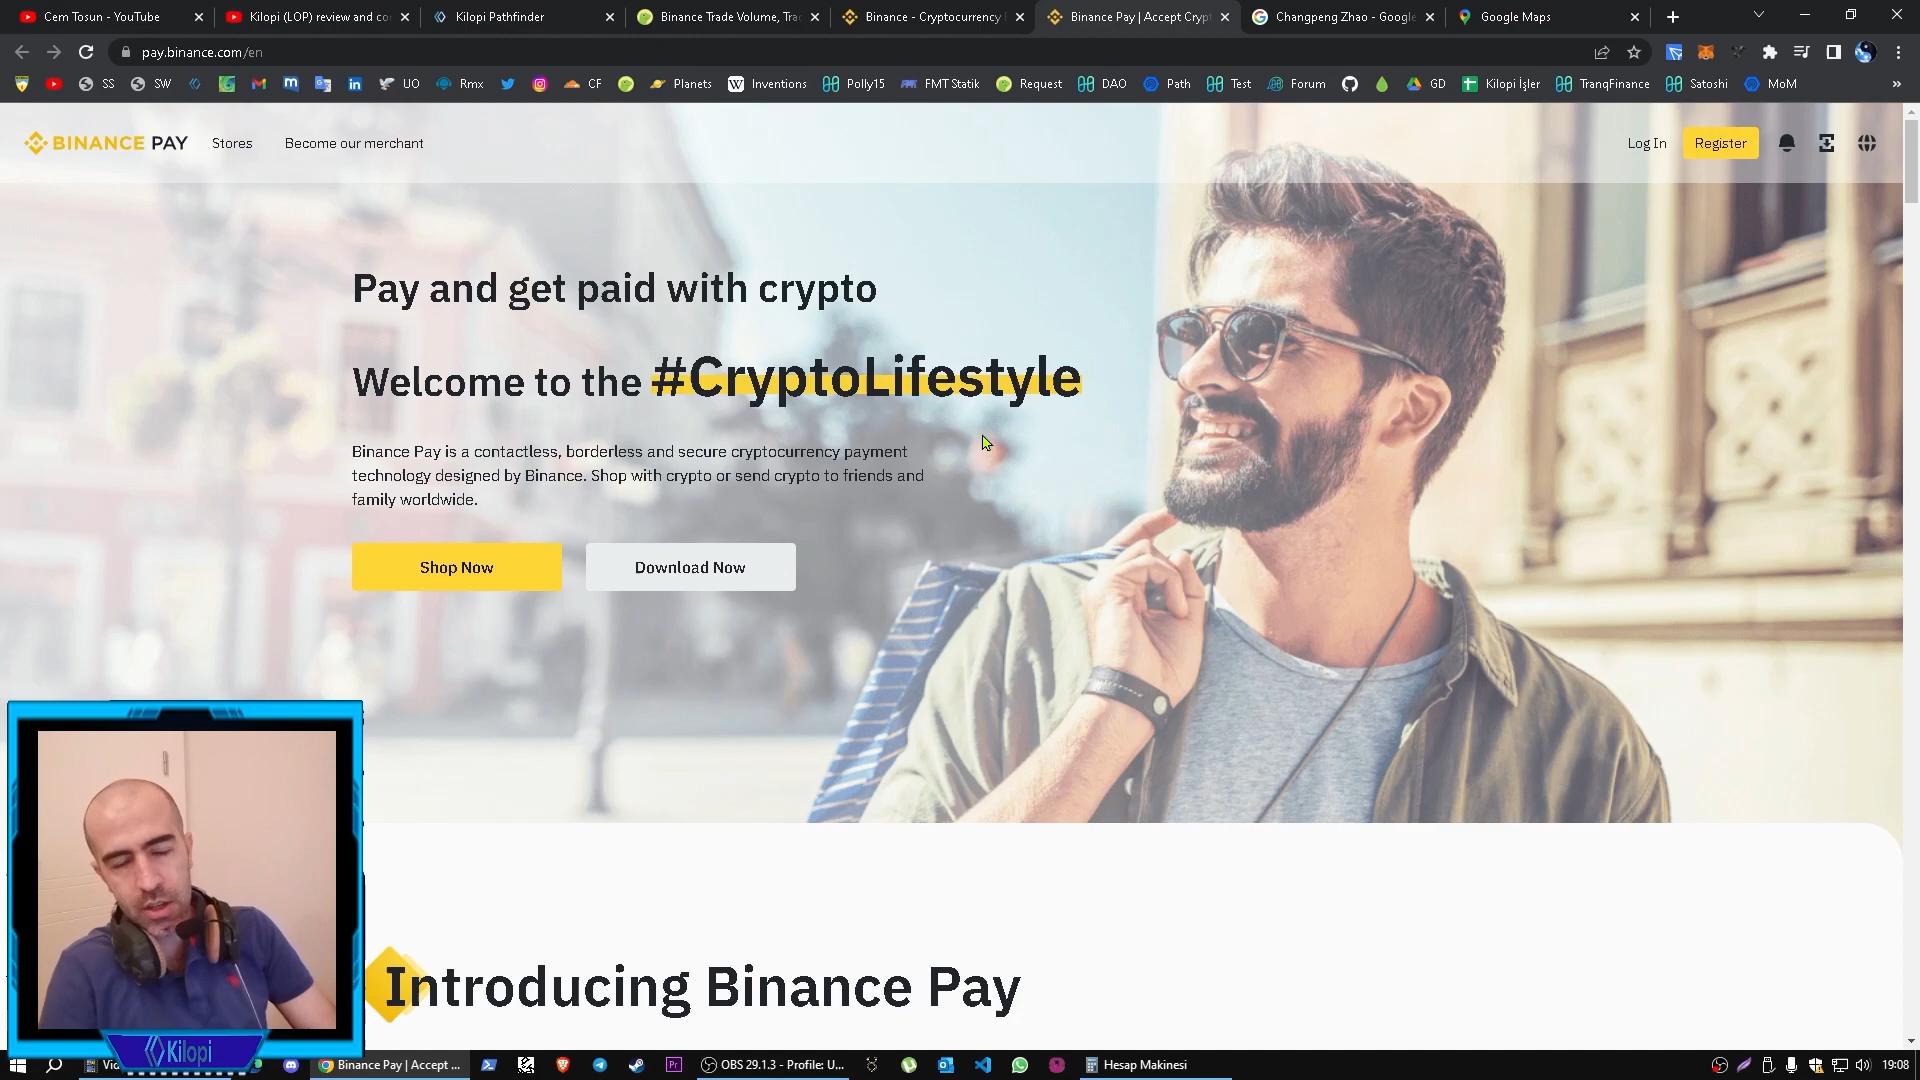 Cem Tosun - YouTube
Kilopi (LOP) review and co
Kilopi Pathfinder
Binance Trade Volume, Tra
Binance - Cryptocurrency
Binance Pay | Accept Cryp
Changpeng Zhao - Google
Google Maps
pay.binance.com/en
SS
SW
UO
Rmx
CF
Planets
Inventions
Polly15
FMT Statik
Request
DAO
Path
Test
Forum
GD
Kilopi İşler
TranqFinance
Satoshi
MoM
BINANCE PAY
Stores
Become our merchant
Log In
Register
Pay and get paid with crypto
Welcome to the #CryptoLifestyle
Binance Pay is a contactless, borderless and secure cryptocurrency payment
technology designed by Binance. Shop with crypto or send crypto to friends and
family worldwide.
Shop Now
Download Now
Introducing Binance Pay
Kilopi
Binance Pay | Accept ...
OBS 29.1.3 - Profile: U...
Hesap Makinesi
19:08